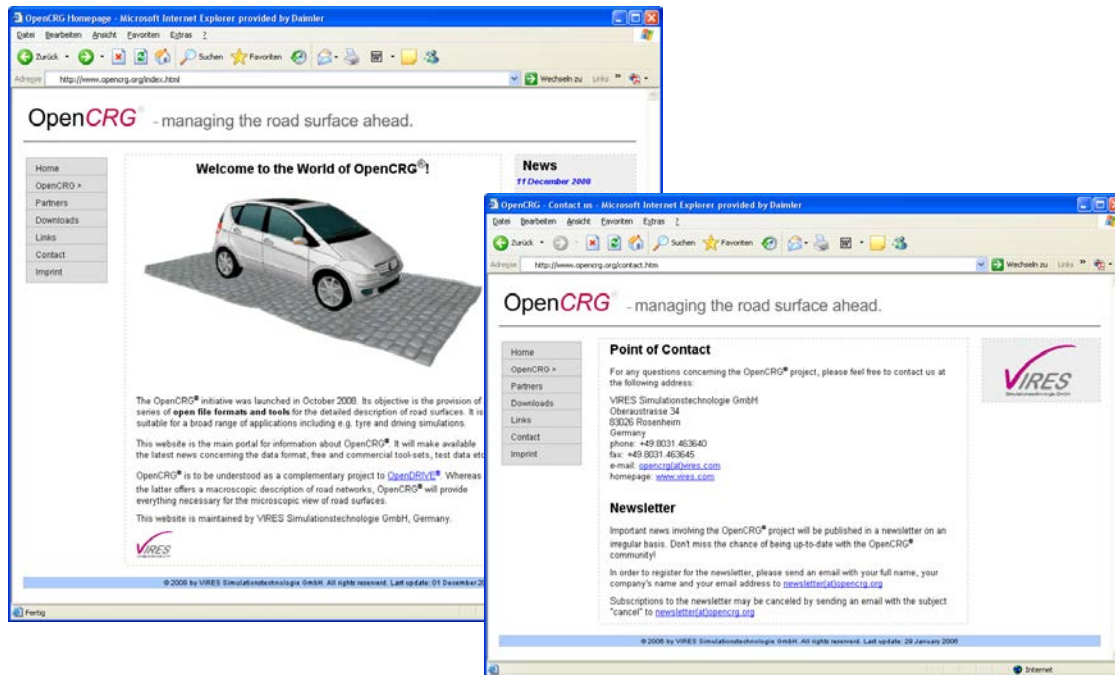 OpenCRG Homepage - Microsoft Internet Explorer provided by Daimler
Datei Bearbeiten Ansicht Favoriten Extras ?
Zurück Suchen Favoriten
Adresse http://www.opencrg.org/index.html Wechseln zu Links »
OpenCRG® - managing the road surface ahead.
Home
OpenCRG >
Partners
Downloads
Links
Contact
Imprint
Welcome to the World of OpenCRG®!
News
11 December 2008
The OpenCRG® initiative was launched in October 2008. Its objective is the provision of
series of open file formats and tools for the detailed description of road surfaces. It is
suitable for a broad range of applications including e.g. tyre and driving simulations.
This website is the main portal for information about OpenCRG®. It will make available
the latest news concerning the data format, free and commercial tool-sets, test data etc
OpenCRG® is to be understood as a complementary project to OpenDRIVE®. Whereas
the latter offers a macroscopic description of road networks, OpenCRG® will provide
everything necessary for the microscopic view of road surfaces.
This website is maintained by VIRES Simulationstechnologie GmbH, Germany.
VIRES
© 2008 by VIRES Simulationstechnologie GmbH. All rights reserverd. Last update: 01 December 20
Fertig
OpenCRG - Contact us - Microsoft Internet Explorer provided by Daimler
Datei Bearbeiten Ansicht Favoriten Extras ?
Zurück Suchen Favoriten
Adresse http://www.opencrg.org/contact.htm Wechseln zu Links »
OpenCRG® - managing the road surface ahead.
Home
OpenCRG >
Partners
Downloads
Links
Contact
Imprint
Point of Contact
For any questions concerning the OpenCRG® project, please feel free to contact us at
the following address:
VIRES Simulationstechnologie GmbH
Oberaustrasse 34
83026 Rosenheim
Germany
phone: +49.8031.463640
fax: +49.8031.463645
e-mail: opencrg(at)vires.com
homepage: www.vires.com
Newsletter
Important news involving the OpenCRG® project will be published in a newsletter on an
irregular basis. Don't miss the chance of being up-to-date with the OpenCRG®
community!
In order to register for the newsletter, please send an email with your full name, your
company's name and your email address to newsletter(at)opencrg.org
Subscriptions to the newsletter may be canceled by sending an email with the subject
"cancel" to newsletter(at)opencrg.org
VIRES
Simulationstechnologie GmbH
© 2008 by VIRES Simulationstechnologie GmbH. All rights reserverd. Last update: 29 January 2008
Internet